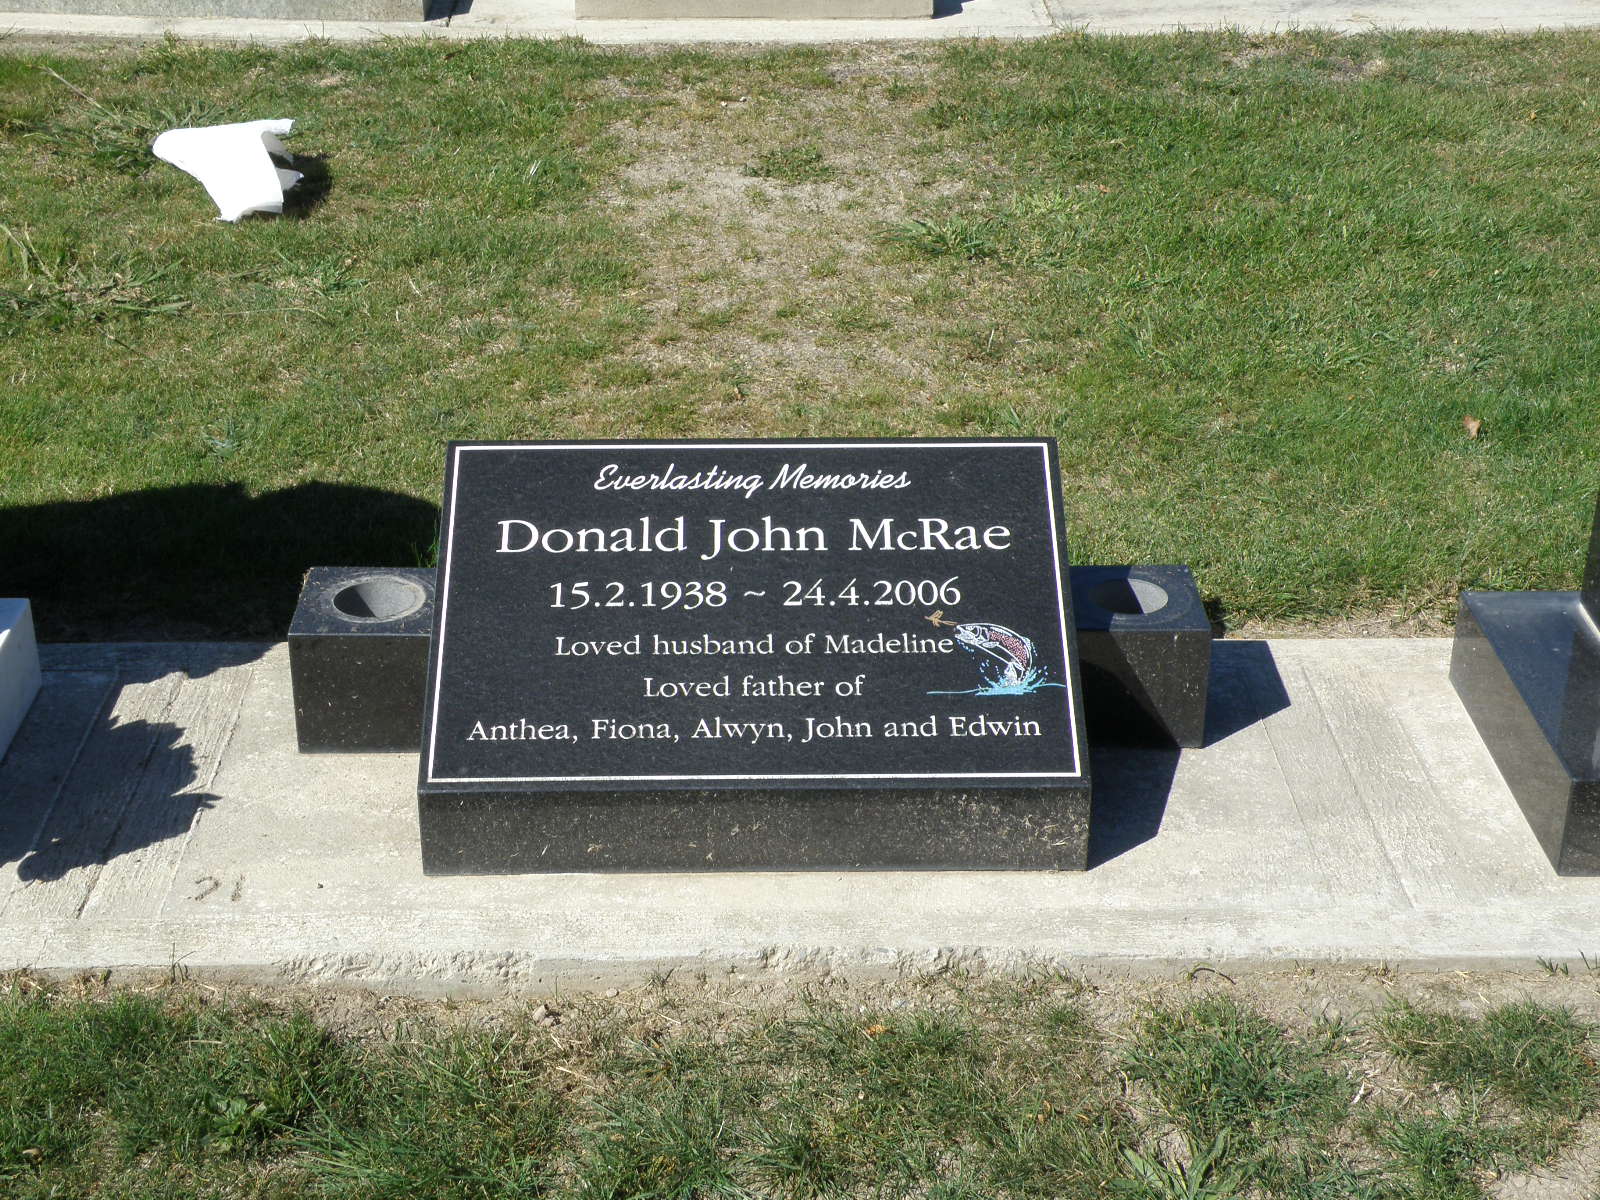 Everlasting Memories
Donald John McRae
15.2.1938 ~ 24.4.2006
Loved husband of Madeline
Loved father of
Anthea, Fiona, Alwyn, John and Edwin